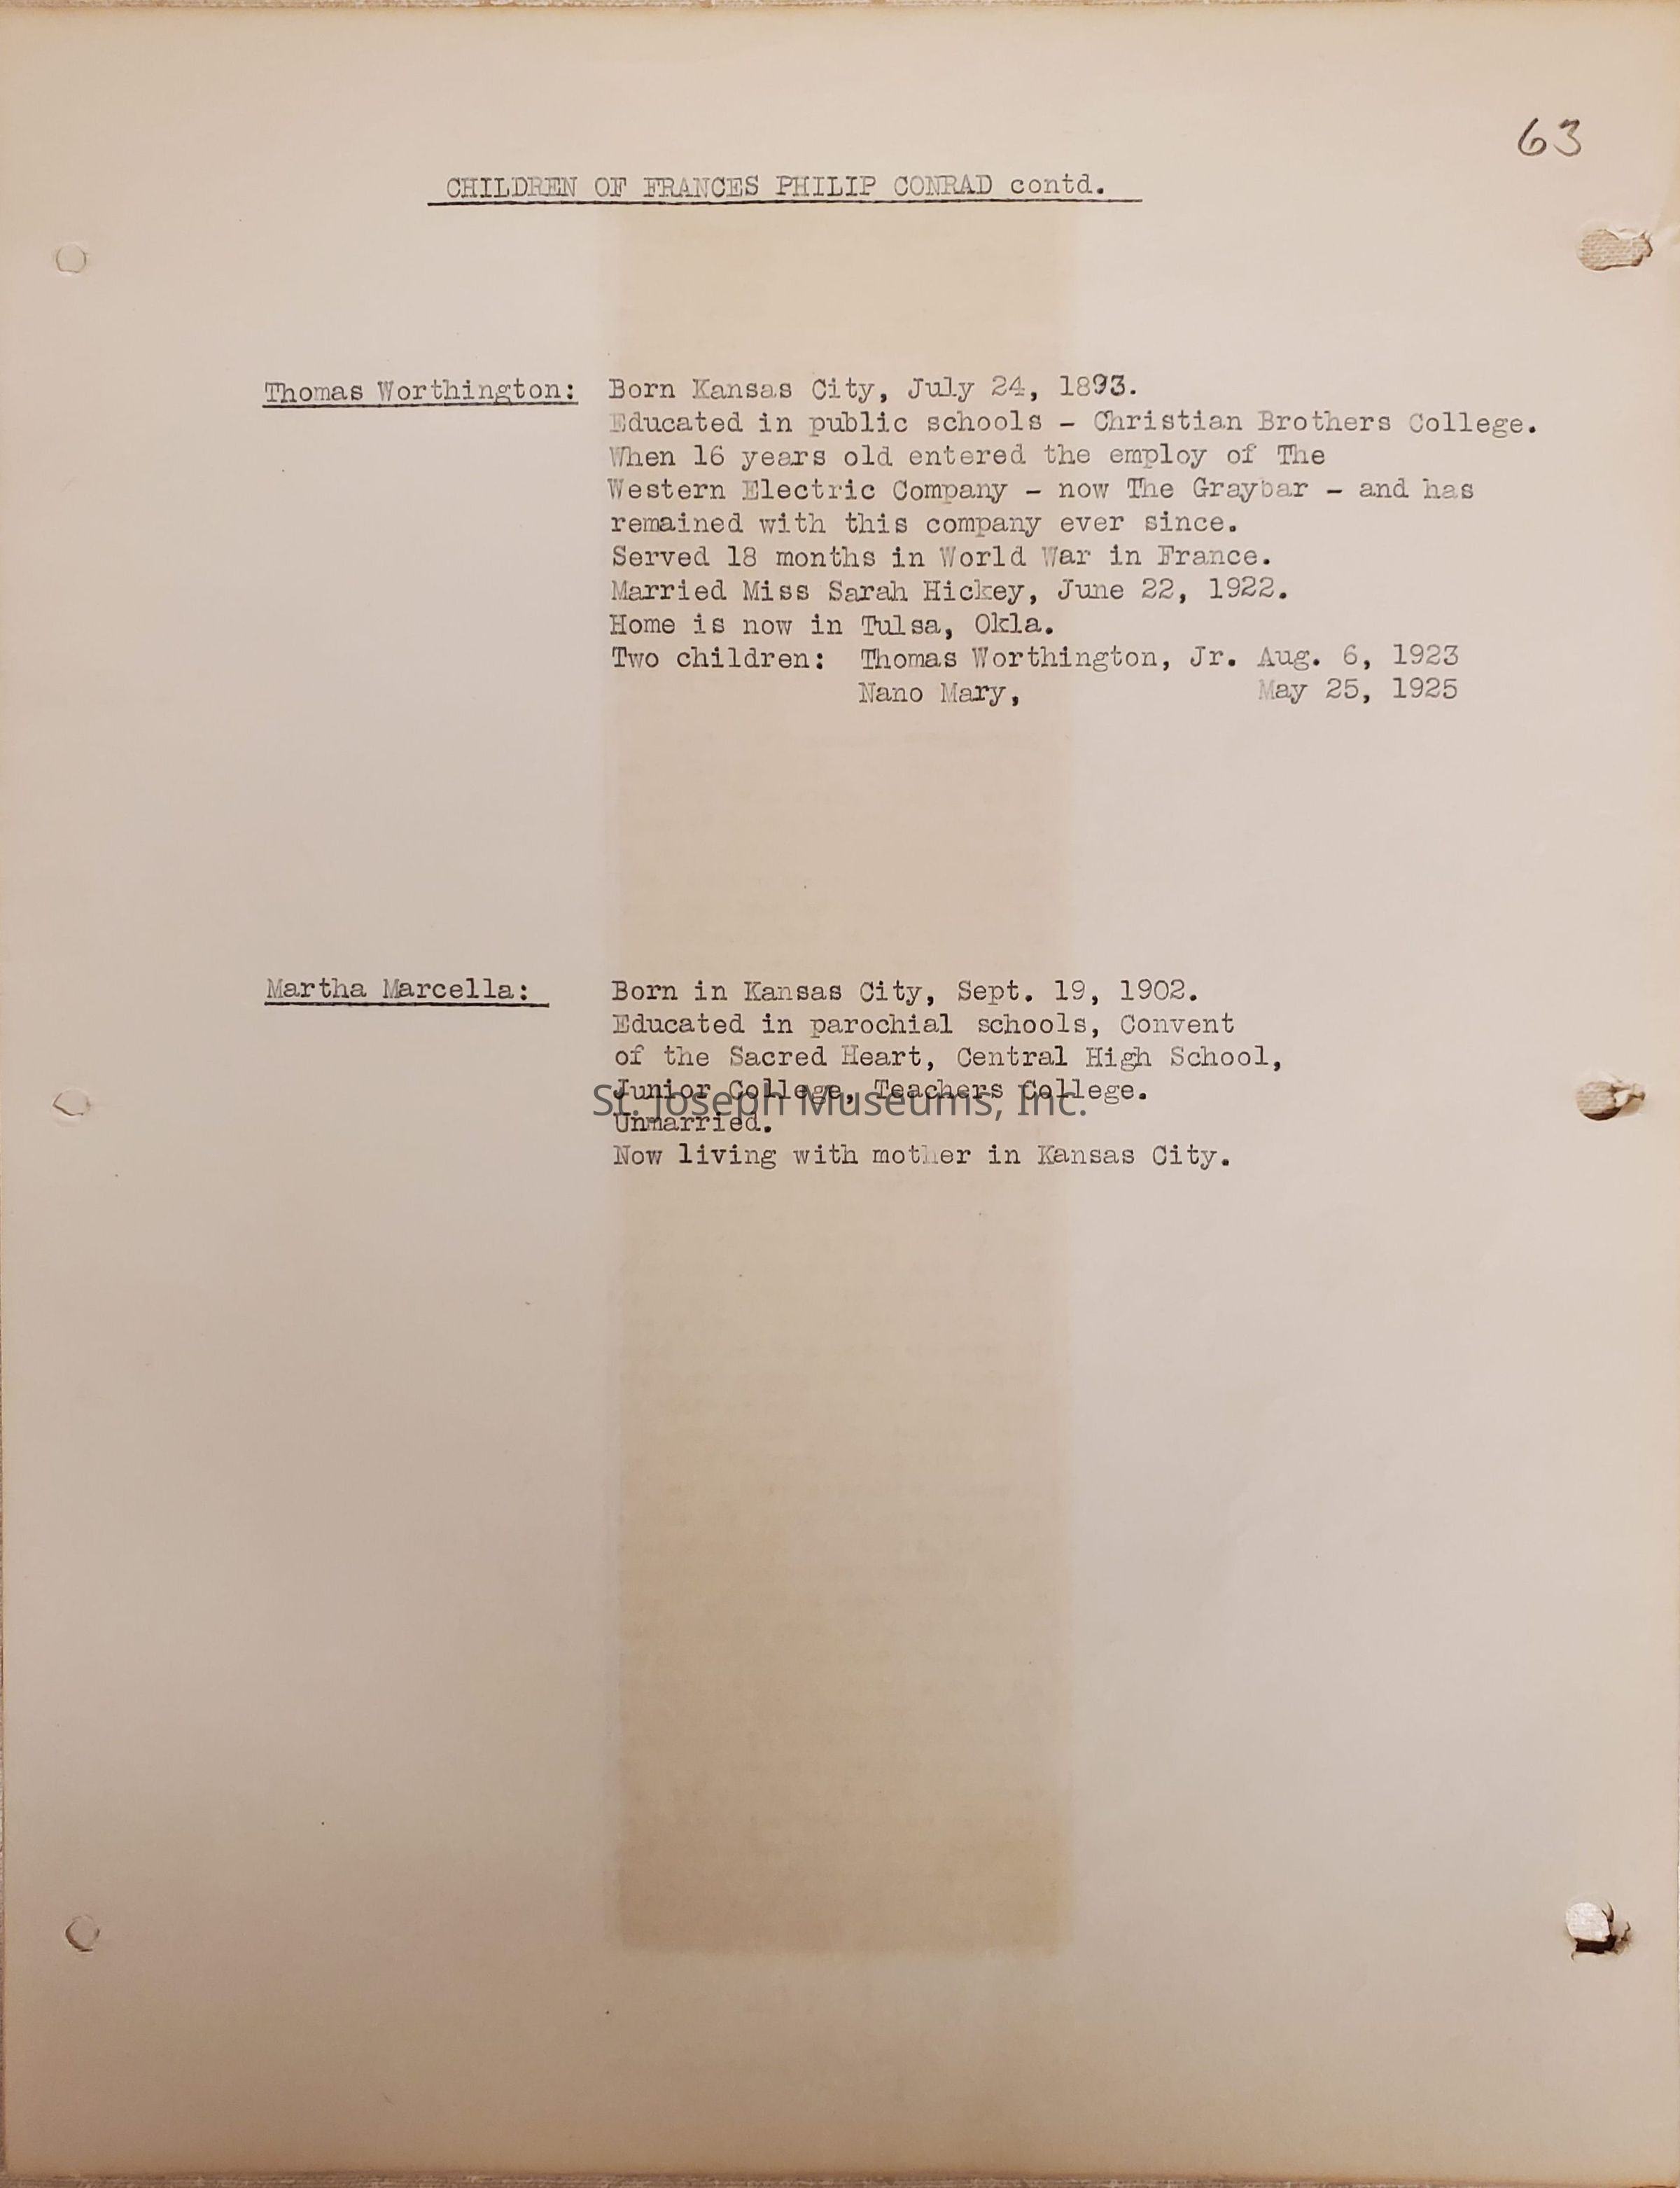 63
CHILDREN OF FRANCES PHILIP CONRAD contd.
Thomas Worthington: Born Kansas City, July 24, 1893.
Educated in public schools - Christian Brothers College.
When 16 years old entered the employ of The
Western Electric Company - now The Graybar - and has
remained with this company ever since.
Served 18 months in World War in France.
Married Miss Sarah Hickey, June 22, 1922.
Home is now in Tulsa, Okla.
Two children: Thomas Worthington, Jr. Aug. 6, 1923
Nano Mary, May 25, 1925
Martha Marcella: Born in Kansas City, Sept. 19, 1902.
Educated in parochial schools, Convent
of the Sacred Heart, Central High School,
Junior College, Teachers College.
St. Joseph Museums, Inc.
Unmarried.
Now living with mother in Kansas City.